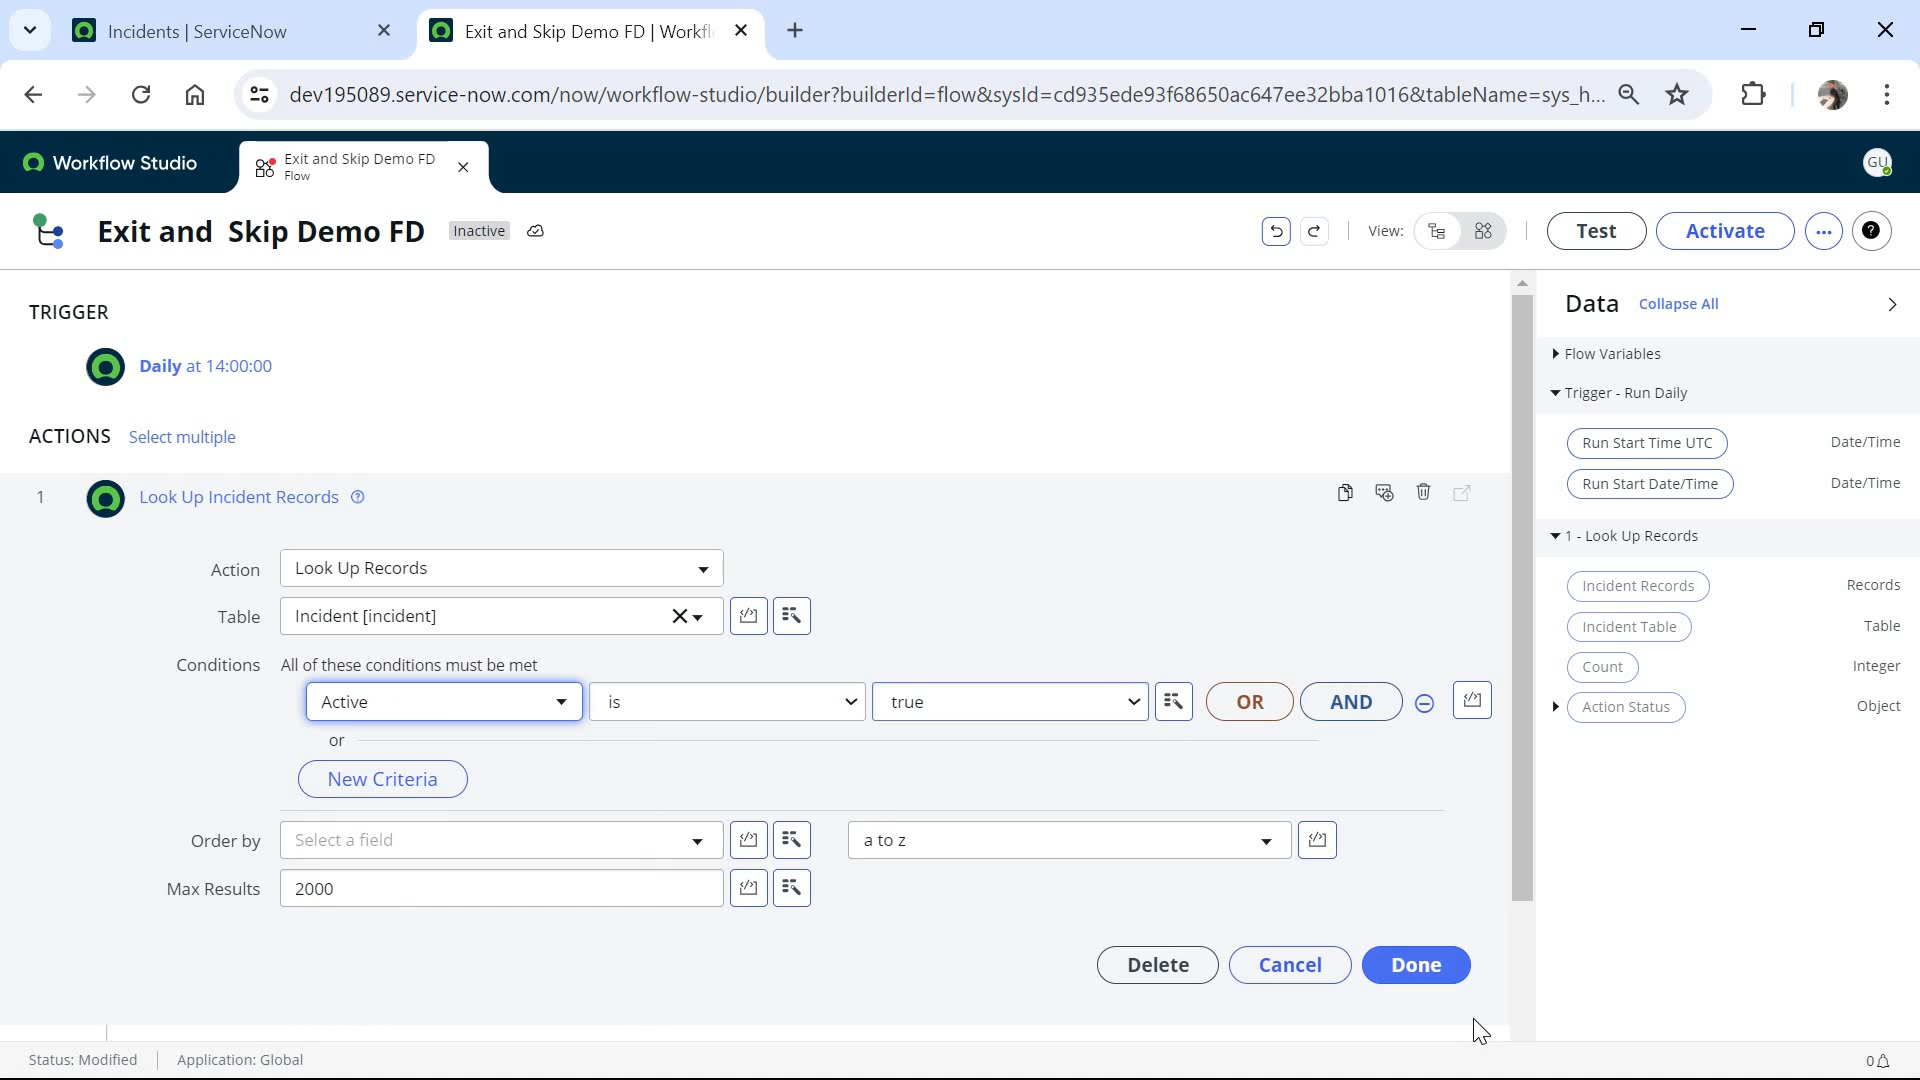 Incidents | ServiceNow
Exit and Skip Demo FD | Workfl
dev195089.service-now.com/now/workflow-studio/builder?builderId=flow&sysId=cd935ede93f68650ac647ee32bba1016&tableName=sys_h...
Workflow Studio
Exit and Skip Demo FD
Flow
GU
Exit and Skip Demo FD
Inactive
View:
Test
Activate
TRIGGER
Daily at 14:00:00
ACTIONS Select multiple
1 Look Up Incident Records
Action Look Up Records
Table Incident [incident]
Conditions All of these conditions must be met
Active is true OR AND
or
New Criteria
Order by Select a field a to z
Max Results 2000
Delete Cancel Done
Data Collapse All
Flow Variables
Trigger - Run Daily
Run Start Time UTC Date/Time
Run Start Date/Time Date/Time
1 - Look Up Records
Incident Records Records
Incident Table Table
Count Integer
Action Status Object
Status: Modified Application: Global 0